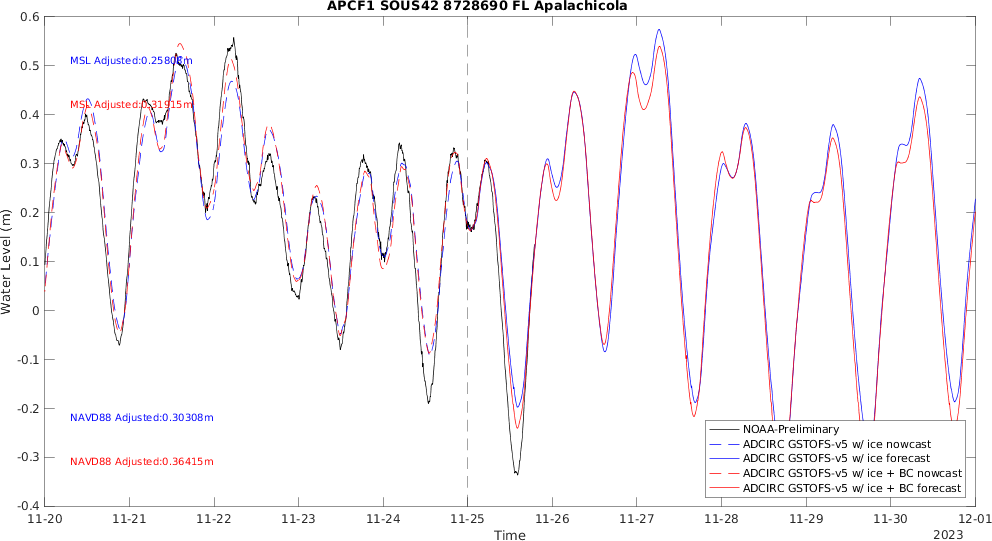 APCF1 SOUS42 8728690 FL Apalachicola
0.6
0.5
0.4
0.3
0.2
0.1
0
-0.1
-0.2
-0.3
-0.4
Water Level (m)
MSL Adjusted:0.25808m
MSL Adjusted:0.31915m
NAVD88 Adjusted:0.30308m
NAVD88 Adjusted:0.36415m
NOAA-Preliminary
ADCIRC GSTOFS-v5 w/ ice nowcast
ADCIRC GSTOFS-v5 w/ ice forecast
ADCIRC GSTOFS-v5 w/ ice + BC nowcast
ADCIRC GSTOFS-v5 w/ ice + BC forecast
11-20 11-21 11-22 11-23 11-24 11-25 11-26 11-27 11-28 11-29 11-30 12-01
Time
2023